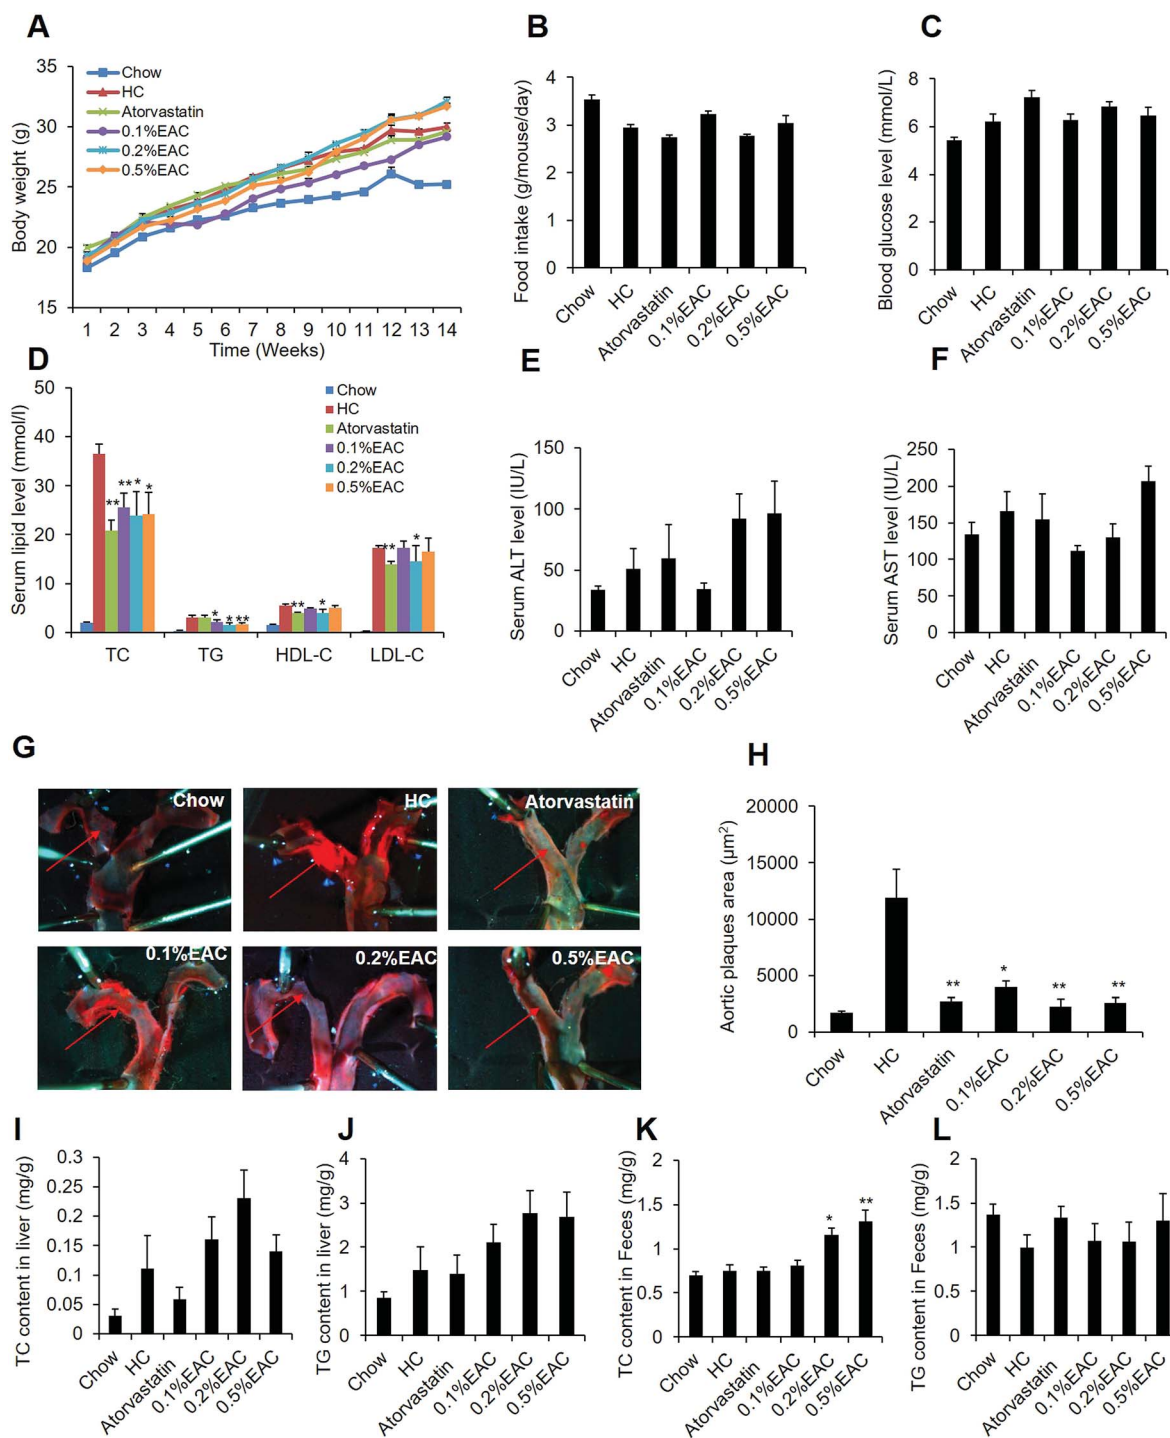 A
Body weight (g)
35
30
25
20
15
Chow
HC
Atorvastatin
0.1%EAC
0.2%EAC
0.5%EAC
1 2 3 4 5 6 7 8 9 10 11 12 13 14
Time (Weeks)
B
Food intake (g/mouse/day)
4
3
2
1
0
Chow
HC
Atorvastatin
0.1%EAC
0.2%EAC
0.5%EAC
C
Blood glucose level (mmol/L)
8
6
4
2
0
Chow
HC
Atorvastatin
0.1%EAC
0.2%EAC
0.5%EAC
D
Serum lipid level (mmol/l)
50
40
30
20
10
0
Chow
HC
Atorvastatin
0.1%EAC
0.2%EAC
0.5%EAC
** ** * *
* * **
** *
** *
TC TG HDL-C LDL-C
E
Serum ALT level (IU/L)
150
100
50
0
Chow
HC
Atorvastatin
0.1%EAC
0.2%EAC
0.5%EAC
F
Serum AST level (IU/L)
250
200
150
100
50
0
Chow
HC
Atorvastatin
0.1%EAC
0.2%EAC
0.5%EAC
G
Chow
HC
Atorvastatin
0.1%EAC
0.2%EAC
0.5%EAC
H
Aortic plaques area (µm²)
20000
15000
10000
5000
0
** * ** **
Chow
HC
Atorvastatin
0.1%EAC
0.2%EAC
0.5%EAC
I
TC content in liver (mg/g)
0.3
0.25
0.2
0.15
0.1
0.05
0
Chow
HC
Atorvastatin
0.1%EAC
0.2%EAC
0.5%EAC
J
TG content in liver (mg/g)
4
3
2
1
0
Chow
HC
Atorvastatin
0.1%EAC
0.2%EAC
0.5%EAC
K
TC content in Feces (mg/g)
2
1.5
1
0.5
0
* **
Chow
HC
Atorvastatin
0.1%EAC
0.2%EAC
0.5%EAC
L
TG content in Feces (mg/g)
2
1.5
1
0.5
0
Chow
HC
Atorvastatin
0.1%EAC
0.2%EAC
0.5%EAC